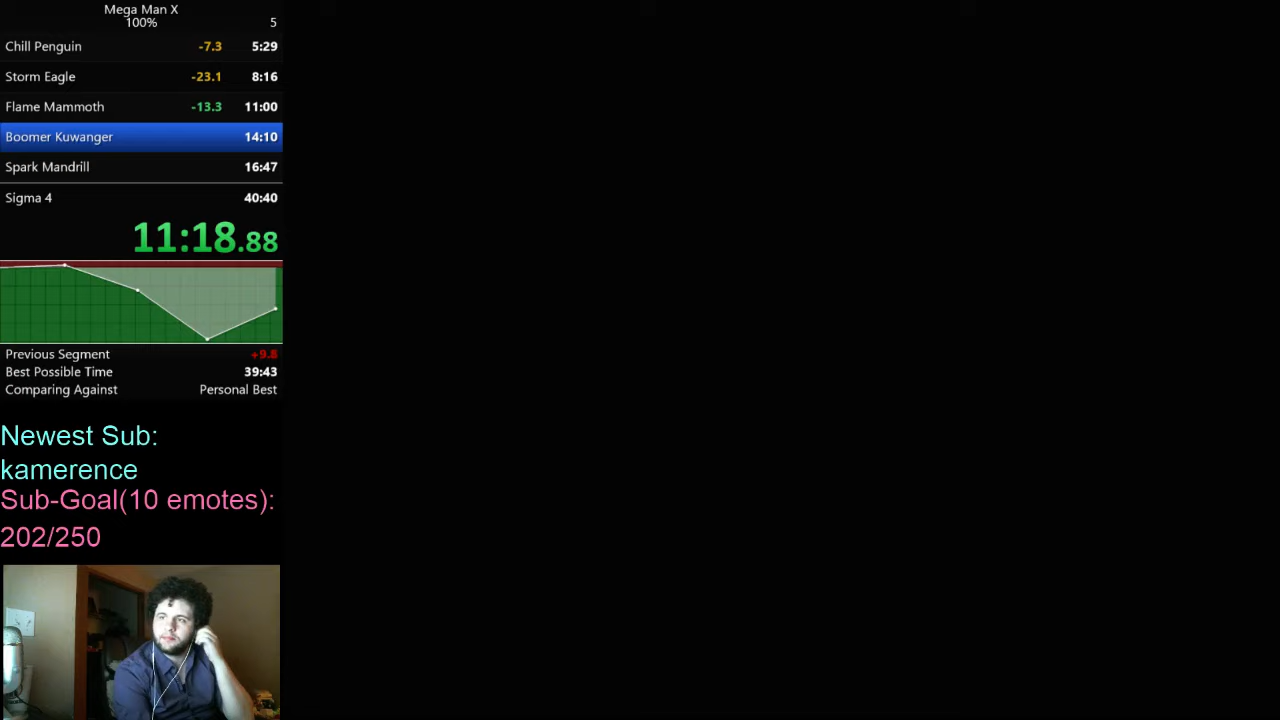 Mega Man X
100% 5
Chill Penguin -7.3 5:29
Storm Eagle -23.1 8:16
Flame Mammoth -13.3 11:00
Boomer Kuwanger 14:10
Spark Mandrill 16:47
Sigma 4 40:40
11:18.88
Previous Segment +9.8
Best Possible Time 39:43
Comparing Against Personal Best
Newest Sub:
kamerence
Sub-Goal(10 emotes):
202/250